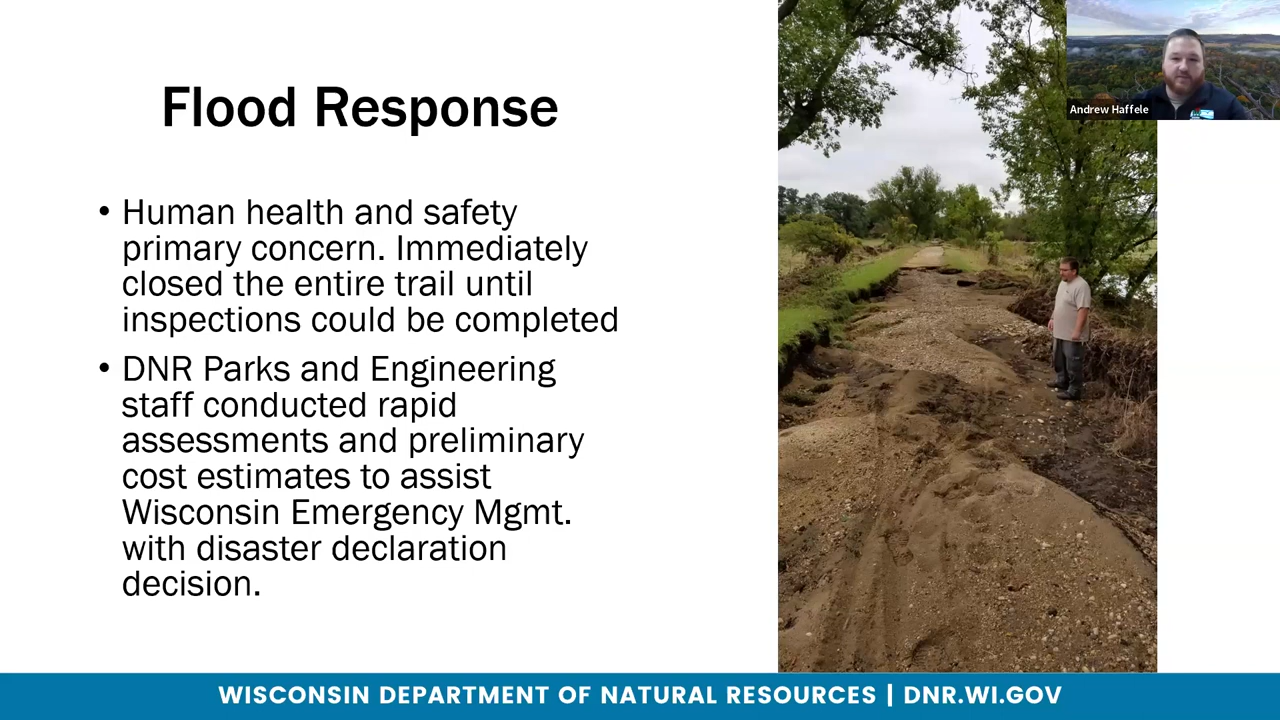 Flood Response
• Human health and safety
primary concern. Immediately
closed the entire trail until
inspections could be completed
• DNR Parks and Engineering
staff conducted rapid
assessments and preliminary
cost estimates to assist
Wisconsin Emergency Mgmt.
with disaster declaration
decision.
Andrew Haffele
WISCONSIN DEPARTMENT OF NATURAL RESOURCES | DNR.WI.GOV